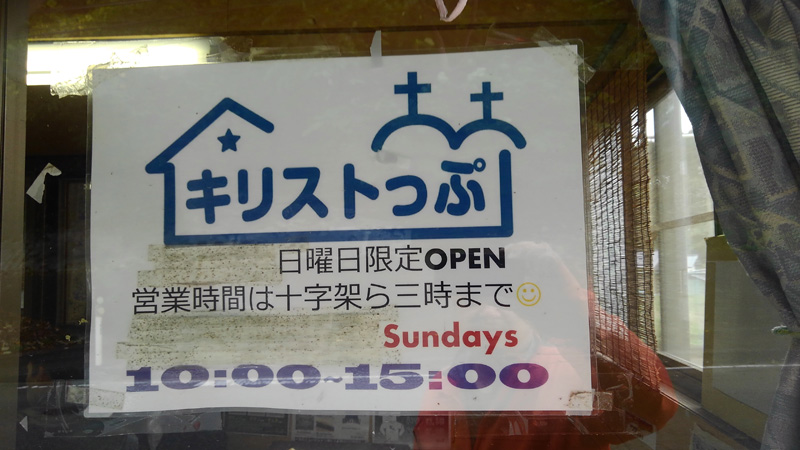 キリストっぷ
日曜日限定OPEN
営業時間は十字架ら三時まで
Sundays
10:00~15:00